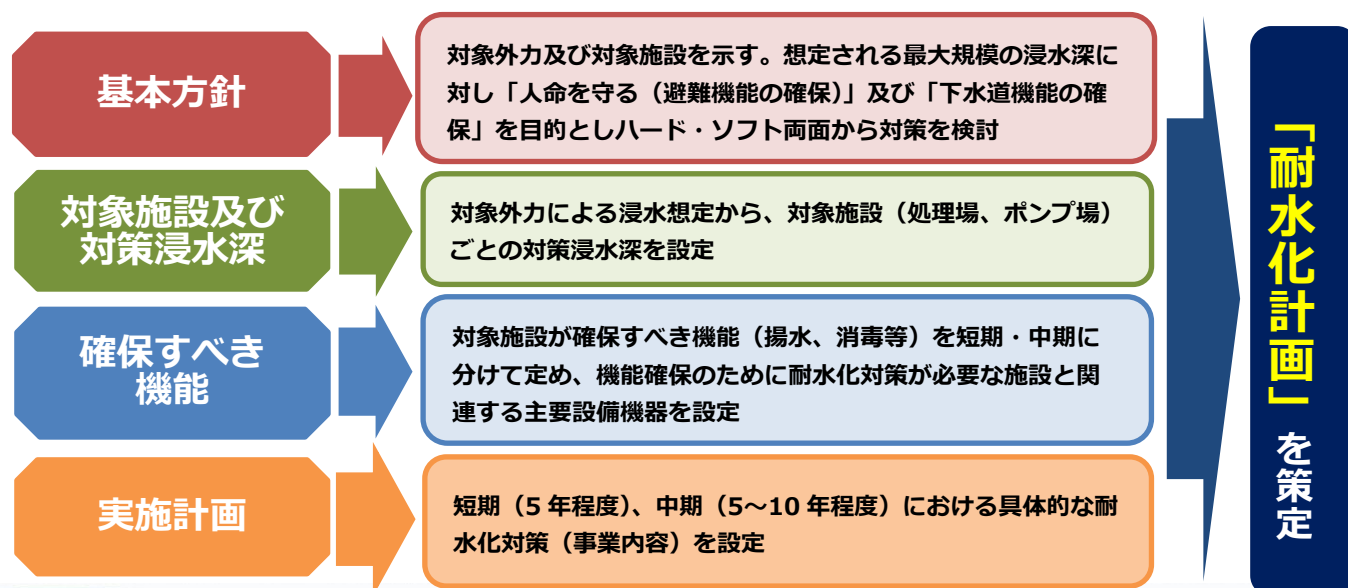 基本方針
対象外力及び対象施設を示す。想定される最大規模の浸水深に
対し「人命を守る（避難機能の確保）」及び「下水道機能の確
保」を目的としハード・ソフト両面から対策を検討
対象施設及び
対策浸水深
対象外力による浸水想定から、対象施設（処理場、ポンプ場）
ごとの対策浸水深を設定
確保すべき
機能
対象施設が確保すべき機能（揚水、消毒等）を短期・中期に
分けて定め、機能確保のために耐水化対策が必要な施設と関
連する主要設備機器を設定
実施計画
短期（5 年程度）、中期（5～10 年程度）における具体的な耐
水化対策（事業内容）を設定
「耐水化計画」を策定